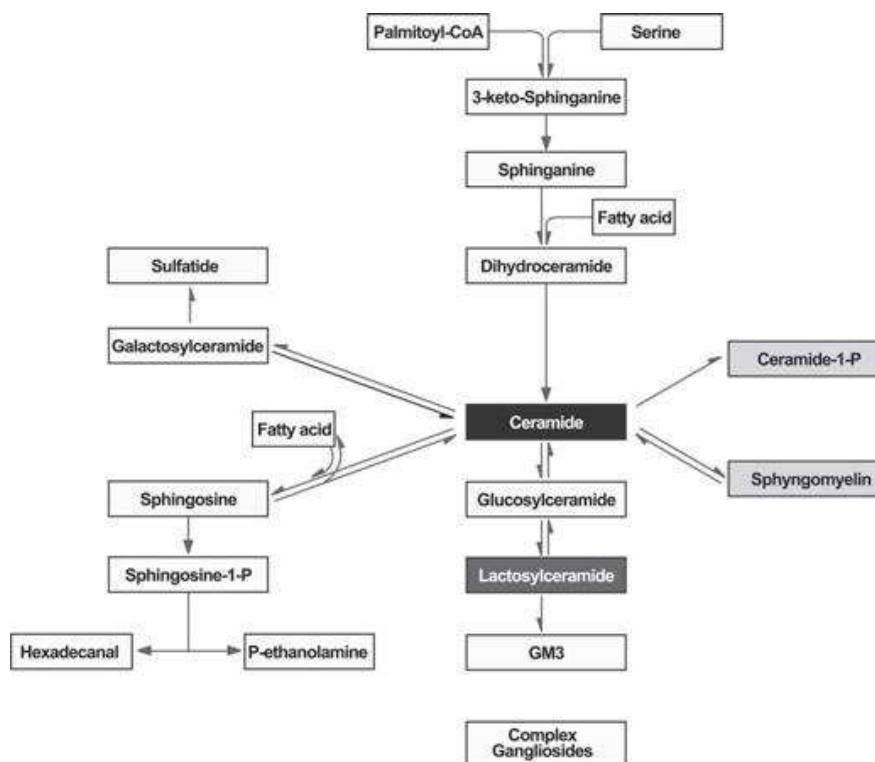 Palmitoyl-CoA
Serine
3-keto-Sphinganine
Sphinganine
Fatty acid
Dihydroceramide
Sulfatide
Galactosylceramide
Ceramide-1-P
Ceramide
Fatty acid
Sphyngomyelin
Sphingosine
Glucosylceramide
Sphingosine-1-P
Lactosylceramide
Hexadecanal
P-ethanolamine
GM3
Complex
Gangliosides